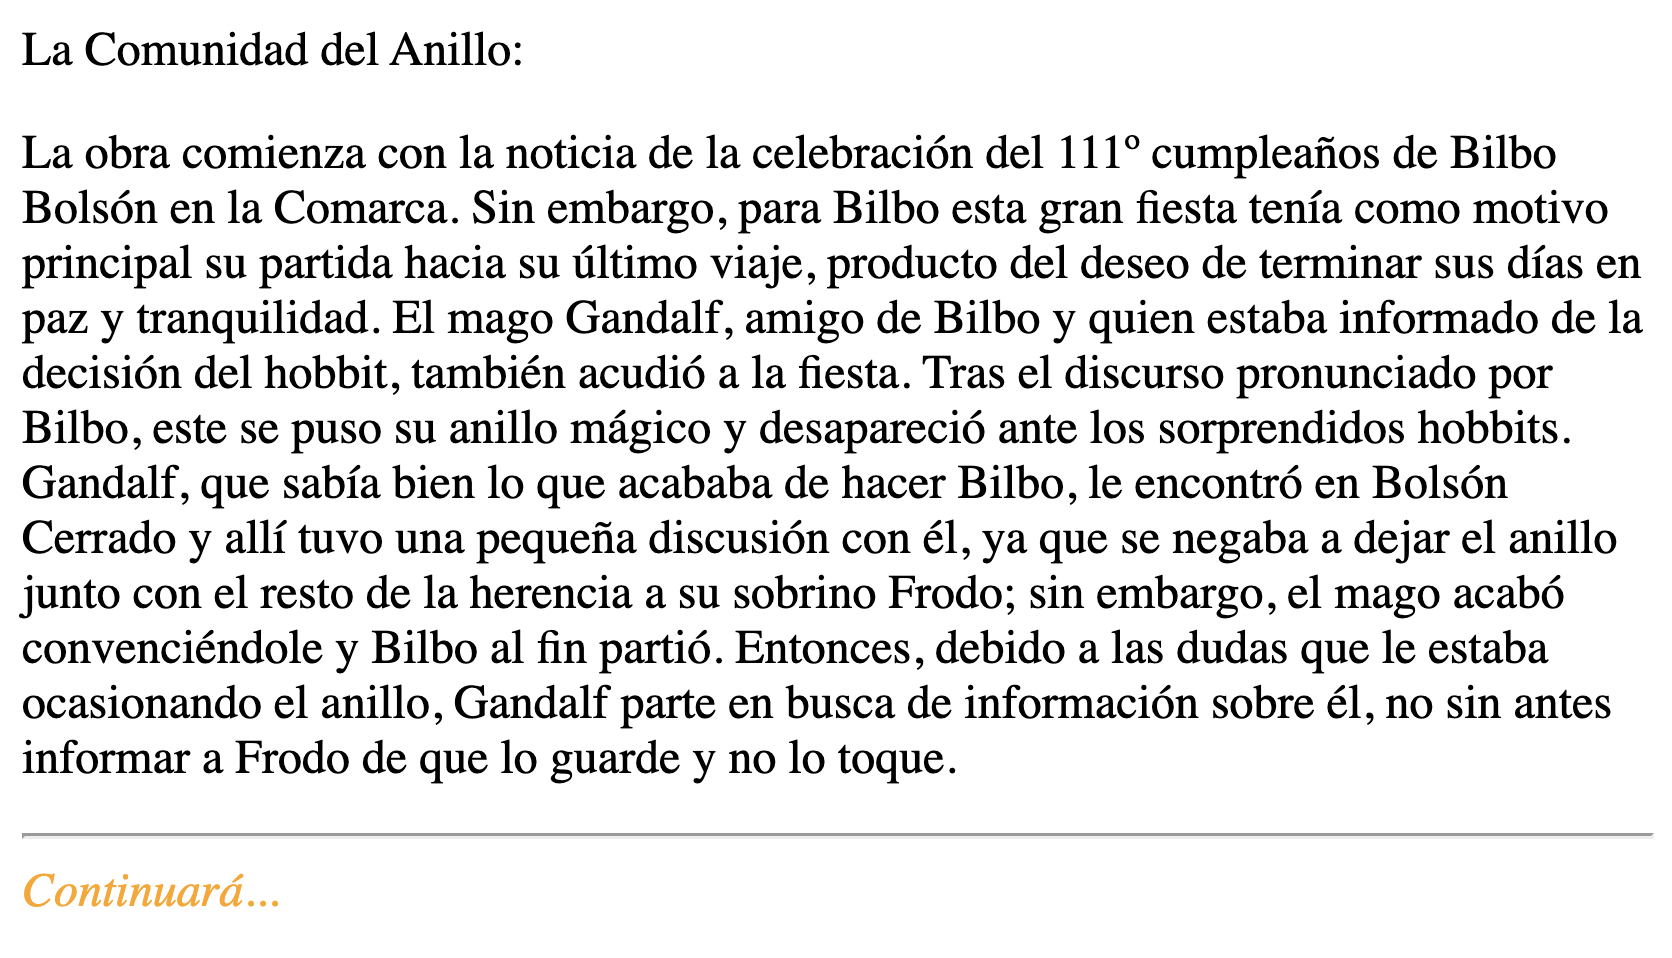 La Comunidad del Anillo:
La obra comienza con la noticia de la celebración del 111º cumpleaños de Bilbo
Bolsón en la Comarca. Sin embargo, para Bilbo esta gran fiesta tenía como motivo
principal su partida hacia su último viaje, producto del deseo de terminar sus días en
paz y tranquilidad. El mago Gandalf, amigo de Bilbo y quien estaba informado de la
decisión del hobbit, también acudió a la fiesta. Tras el discurso pronunciado por
Bilbo, este se puso su anillo mágico y desapareció ante los sorprendidos hobbits.
Gandalf, que sabía bien lo que acababa de hacer Bilbo, le encontró en Bolsón
Cerrado y allí tuvo una pequeña discusión con él, ya que se negaba a dejar el anillo
junto con el resto de la herencia a su sobrino Frodo; sin embargo, el mago acabó
convenciéndole y Bilbo al fin partió. Entonces, debido a las dudas que le estaba
ocasionando el anillo, Gandalf parte en busca de información sobre él, no sin antes
informar a Frodo de que lo guarde y no lo toque.
Continuará...